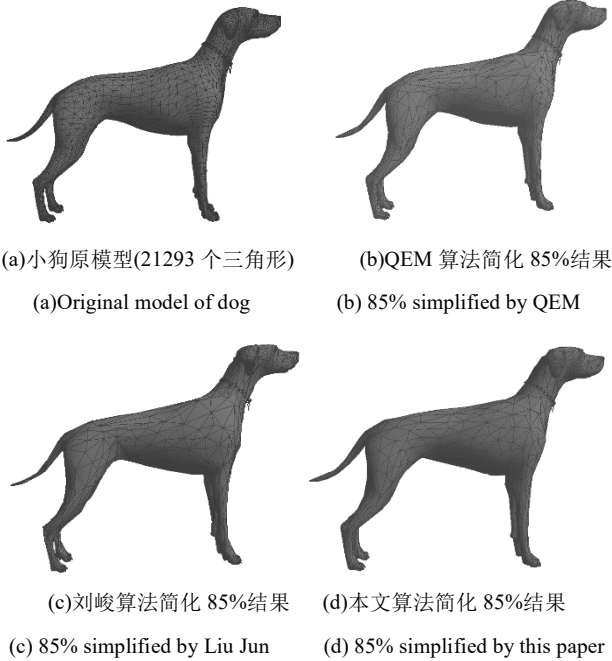 (a)小狗原模型(21293 个三角形)
(b)QEM 算法简化 85%结果
(a)Original model of dog
(b) 85% simplified by QEM
(c)刘峻算法简化 85%结果
(d)本文算法简化 85%结果
(c) 85% simplified by Liu Jun
(d) 85% simplified by this paper